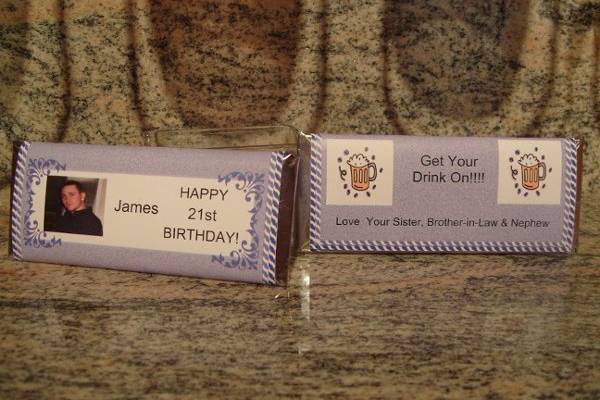 James
HAPPY
21st
BIRTHDAY!
Get Your
Drink On!!!!
Love Your Sister, Brother-in-Law & Nephew